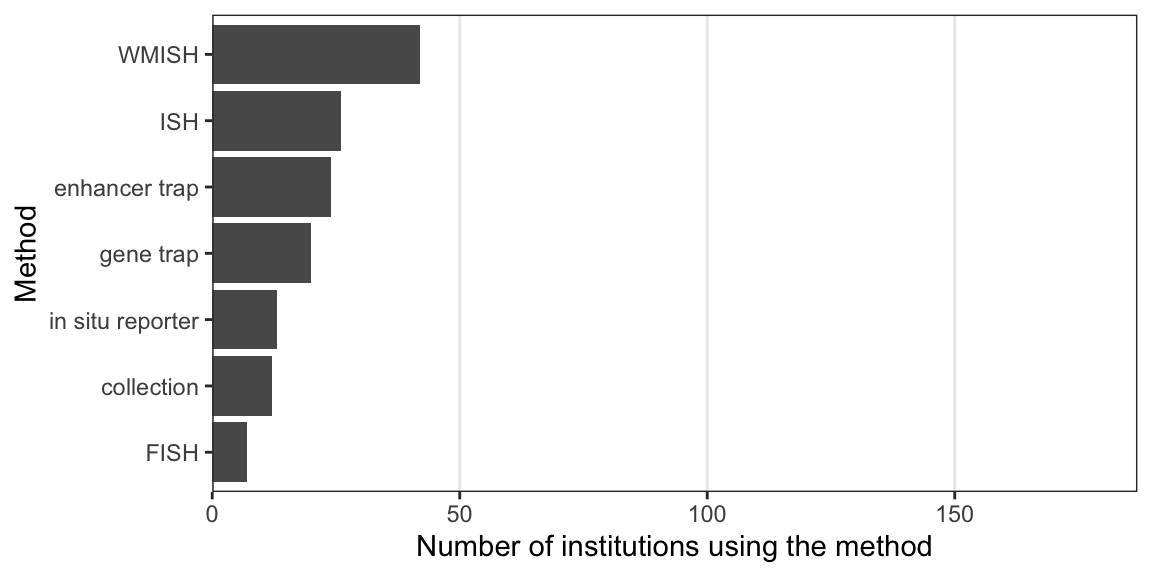 Method
WMISH
ISH
enhancer trap
gene trap
in situ reporter
collection
FISH
0 50 100 150
Number of institutions using the method